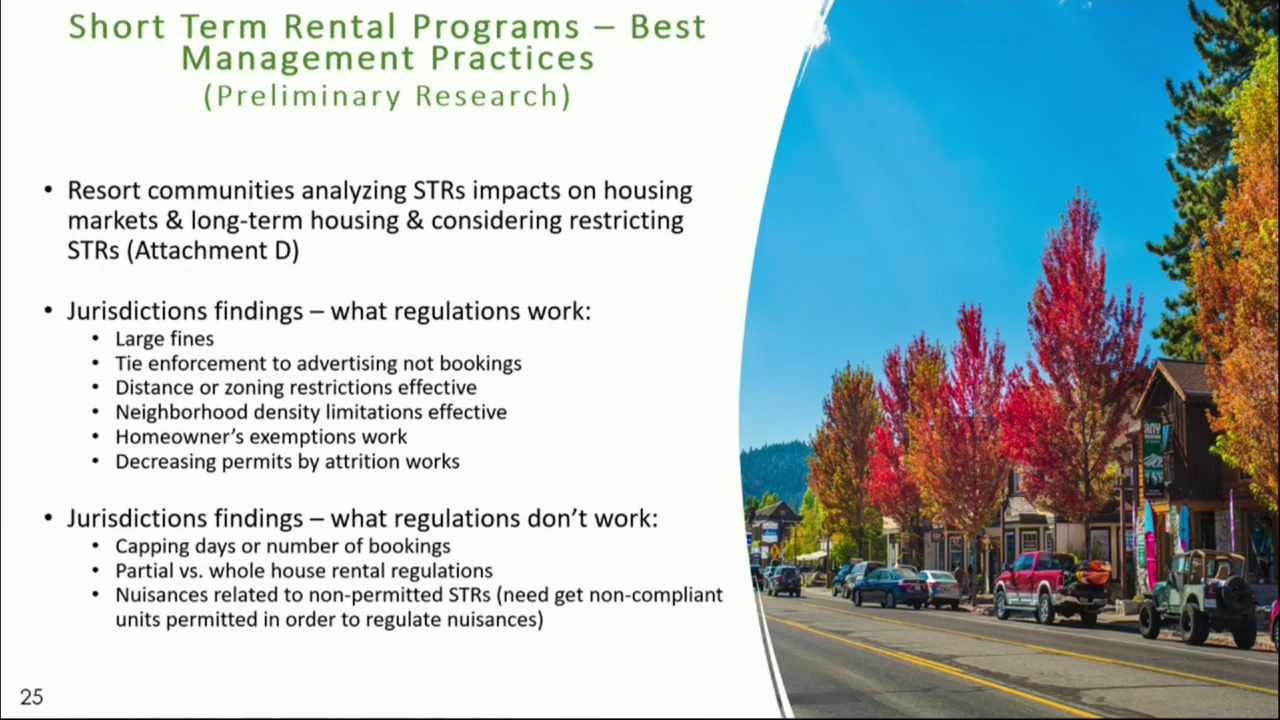 Short Term Rental Programs – Best
Management Practices
(Preliminary Research)
• Resort communities analyzing STRs impacts on housing
markets & long-term housing & considering restricting
STRs (Attachment D)
• Jurisdictions findings – what regulations work:
• Large fines
• Tie enforcement to advertising not bookings
• Distance or zoning restrictions effective
• Neighborhood density limitations effective
• Homeowner's exemptions work
• Decreasing permits by attrition works
• Jurisdictions findings – what regulations don't work:
• Capping days or number of bookings
• Partial vs. whole house rental regulations
• Nuisances related to non-permitted STRs (need get non-compliant
units permitted in order to regulate nuisances)
25